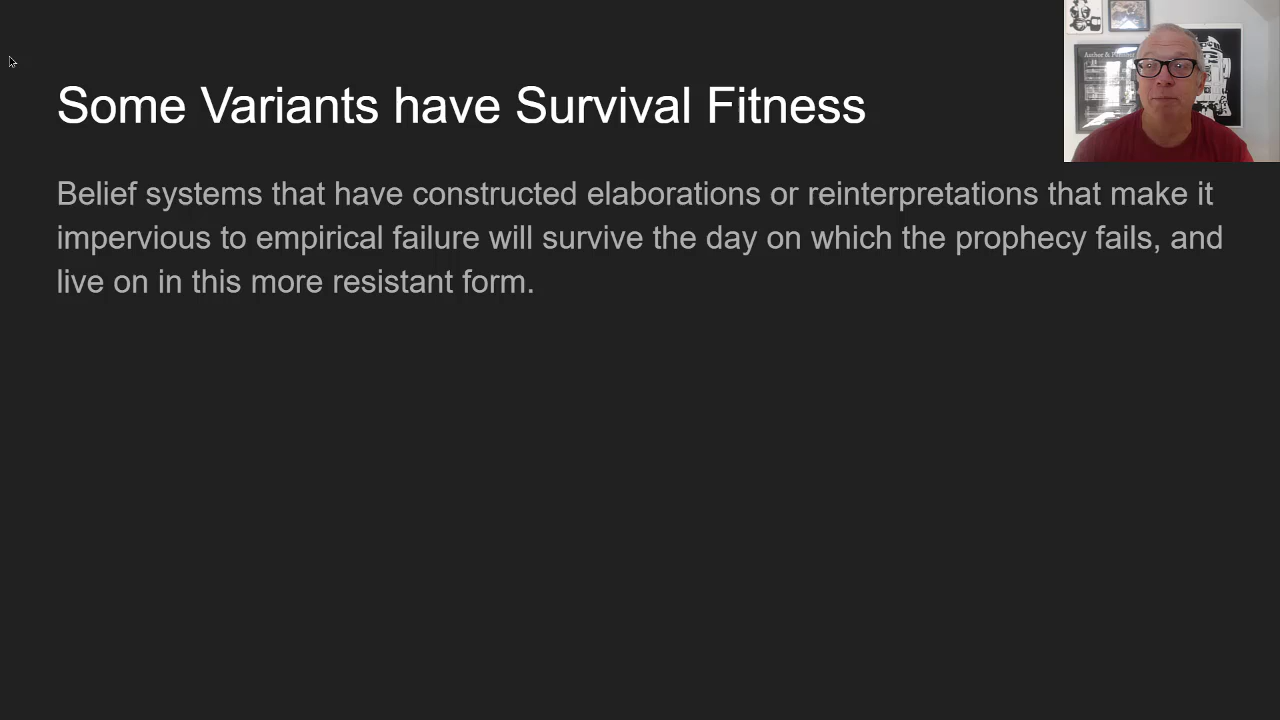 Some Variants have Survival Fitness
Belief systems that have constructed elaborations or reinterpretations that make it
impervious to empirical failure will survive the day on which the prophecy fails, and
live on in this more resistant form.